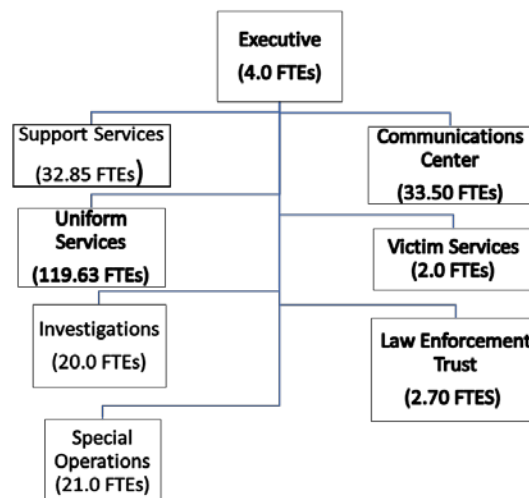 Executive
(4.0 FTEs)
Support Services
(32.85 FTEs)
Communications
Center
(33.50 FTEs)
Uniform
Services
(119.63 FTEs)
Victim Services
(2.0 FTEs)
Investigations
(20.0 FTEs)
Law Enforcement
Trust
(2.70 FTES)
Special
Operations
(21.0 FTEs)